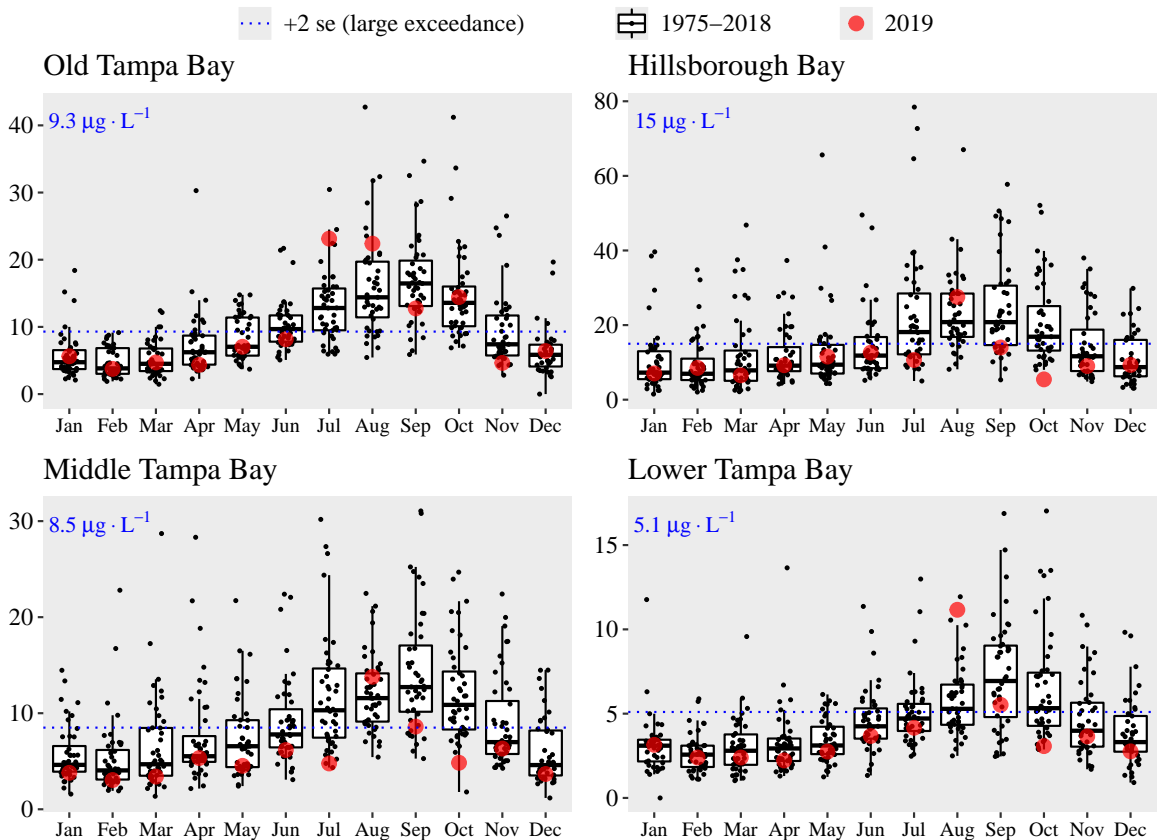 +2 se (large exceedance) 1975–2018 2019
Old Tampa Bay
9.3 μg · L⁻¹
40
30
20
10
0
Jan Feb Mar Apr May Jun Jul Aug Sep Oct Nov Dec
Hillsborough Bay
15 μg · L⁻¹
80
60
40
20
0
Jan Feb Mar Apr May Jun Jul Aug Sep Oct Nov Dec
Middle Tampa Bay
8.5 μg · L⁻¹
30
20
10
0
Jan Feb Mar Apr May Jun Jul Aug Sep Oct Nov Dec
Lower Tampa Bay
5.1 μg · L⁻¹
15
10
5
0
Jan Feb Mar Apr May Jun Jul Aug Sep Oct Nov Dec